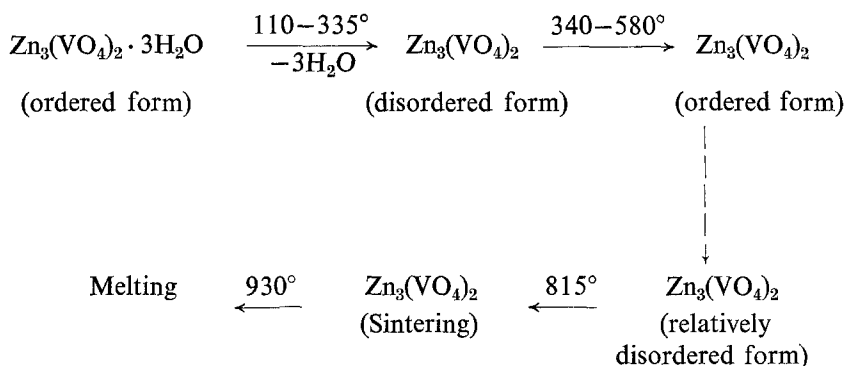 Zn₃(VO₄)₂ · 3H₂O 110–335° –3H₂O Zn₃(VO₄)₂ 340–580° Zn₃(VO₄)₂
(ordered form) (disordered form) (ordered form)
Melting 930° Zn₃(VO₄)₂ 815° Zn₃(VO₄)₂
(Sintering) (relatively
disordered form)